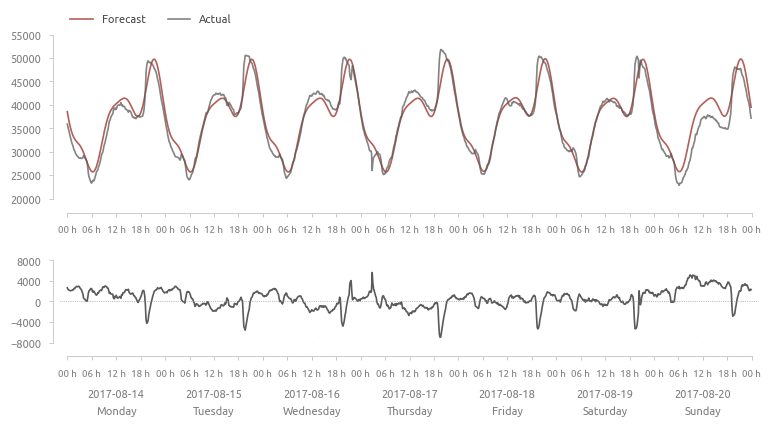 Forecast Actual
55000
50000
45000
40000
35000
30000
25000
20000
00 h 06 h 12 h 18 h 00 h 06 h 12 h 18 h 00 h 06 h 12 h 18 h 00 h 06 h 12 h 18 h 00 h 06 h 12 h 18 h 00 h 06 h 12 h 18 h 00 h 06 h 12 h 18 h 00 h
8000
4000
0
−4000
−8000
00 h 06 h 12 h 18 h 00 h 06 h 12 h 18 h 00 h 06 h 12 h 18 h 00 h 06 h 12 h 18 h 00 h 06 h 12 h 18 h 00 h 06 h 12 h 18 h 00 h 06 h 12 h 18 h 00 h
2017-08-14 2017-08-15 2017-08-16 2017-08-17 2017-08-18 2017-08-19 2017-08-20
Monday Tuesday Wednesday Thursday Friday Saturday Sunday